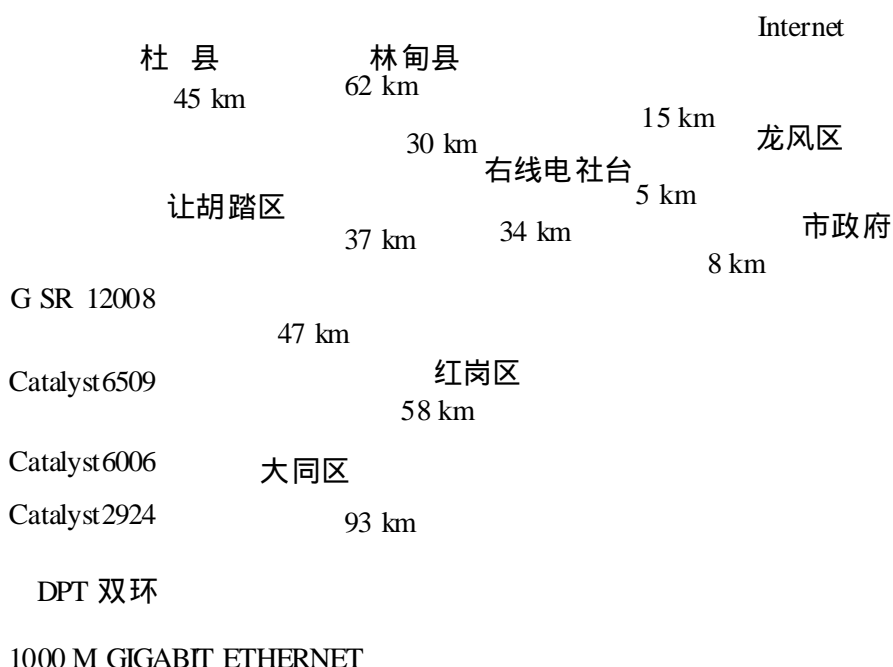 Internet
杜 县 林甸县
45 km 62 km
15 km
30 km 龙风区
右线电社台
5 km
让胡踏区
37 km 34 km 市政府
8 km
G SR 12008
47 km
Catalyst6509 红岗区
58 km
Catalyst6006 大同区
Catalyst2924 93 km
DPT 双环
1000 M GIGABIT ETHERNET